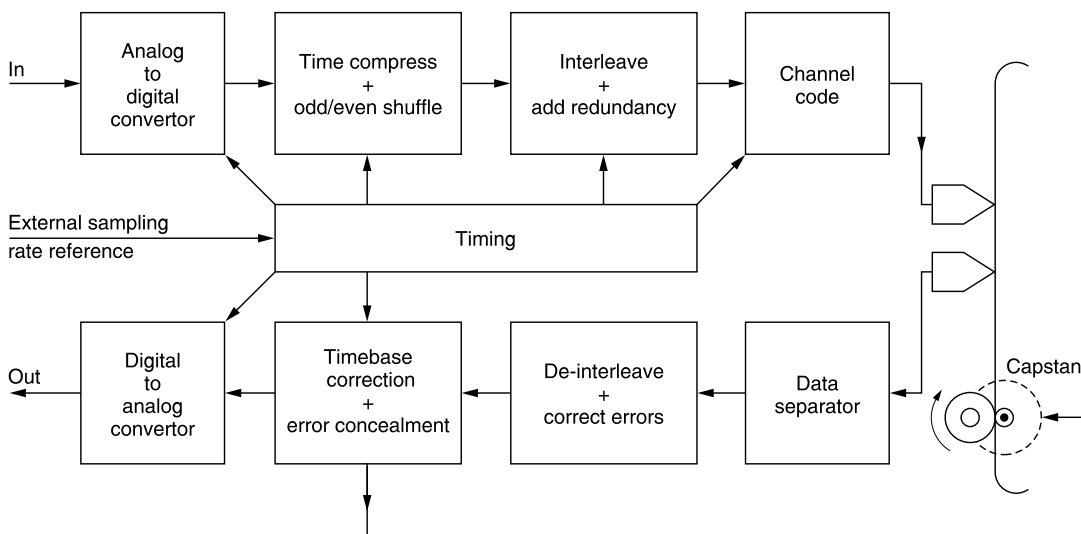 In
Analog
to
digital
convertor
Time compress
+
odd/even shuffle
Interleave
+
add redundancy
Channel
code
External sampling
rate reference
Timing
Capstan
Out
Digital
to
analog
convertor
Timebase
correction
+
error concealment
De-interleave
+
correct errors
Data
separator